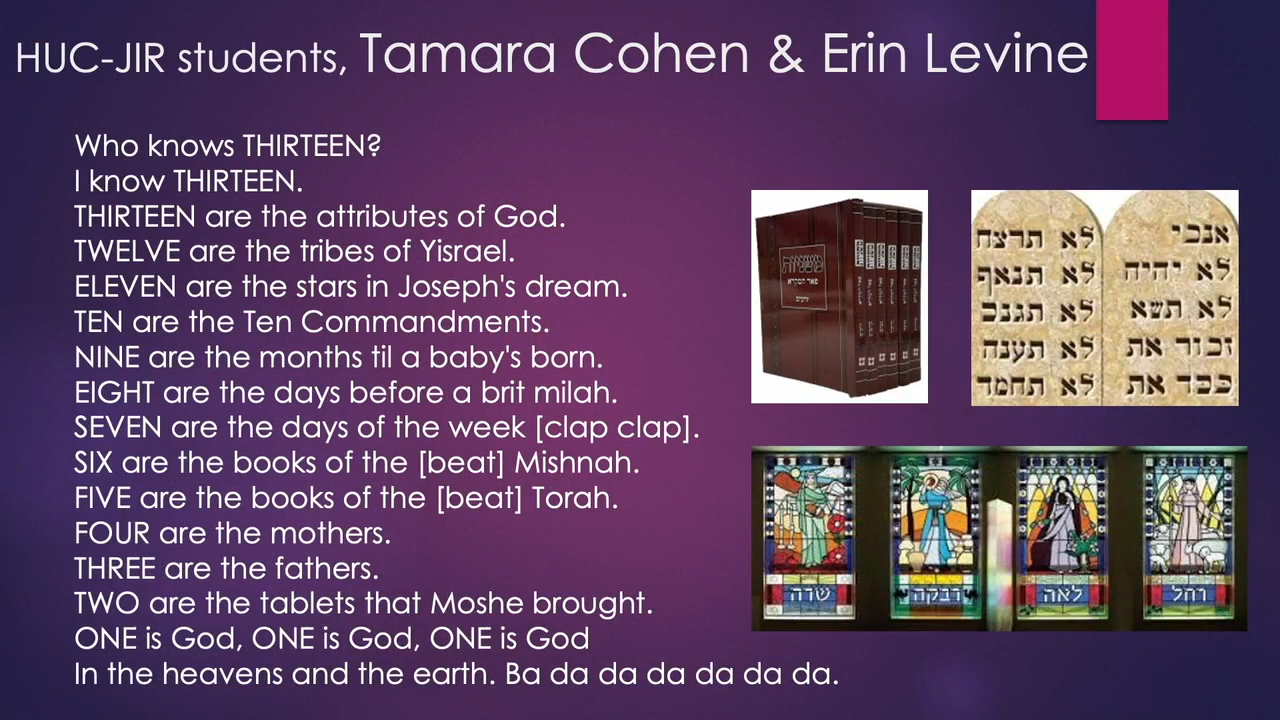 HUC-JIR students, Tamara Cohen & Erin Levine
Who knows THIRTEEN?
I know THIRTEEN.
THIRTEEN are the attributes of God.
TWELVE are the tribes of Yisrael.
ELEVEN are the stars in Joseph's dream.
TEN are the Ten Commandments.
NINE are the months til a baby's born.
EIGHT are the days before a brit milah.
SEVEN are the days of the week [clap clap].
SIX are the books of the [beat] Mishnah.
FIVE are the books of the [beat] Torah.
FOUR are the mothers.
THREE are the fathers.
TWO are the tablets that Moshe brought.
ONE is God, ONE is God, ONE is God
In the heavens and the earth. Ba da da da da da da.
משניות
זרעים
אנכי
לא יהיה
לא תשא
זכור את
כבד את
לא תרצח
לא תנאף
לא תגנב
לא תענה
לא תחמד
שרה
רבקה
לאה
רחל